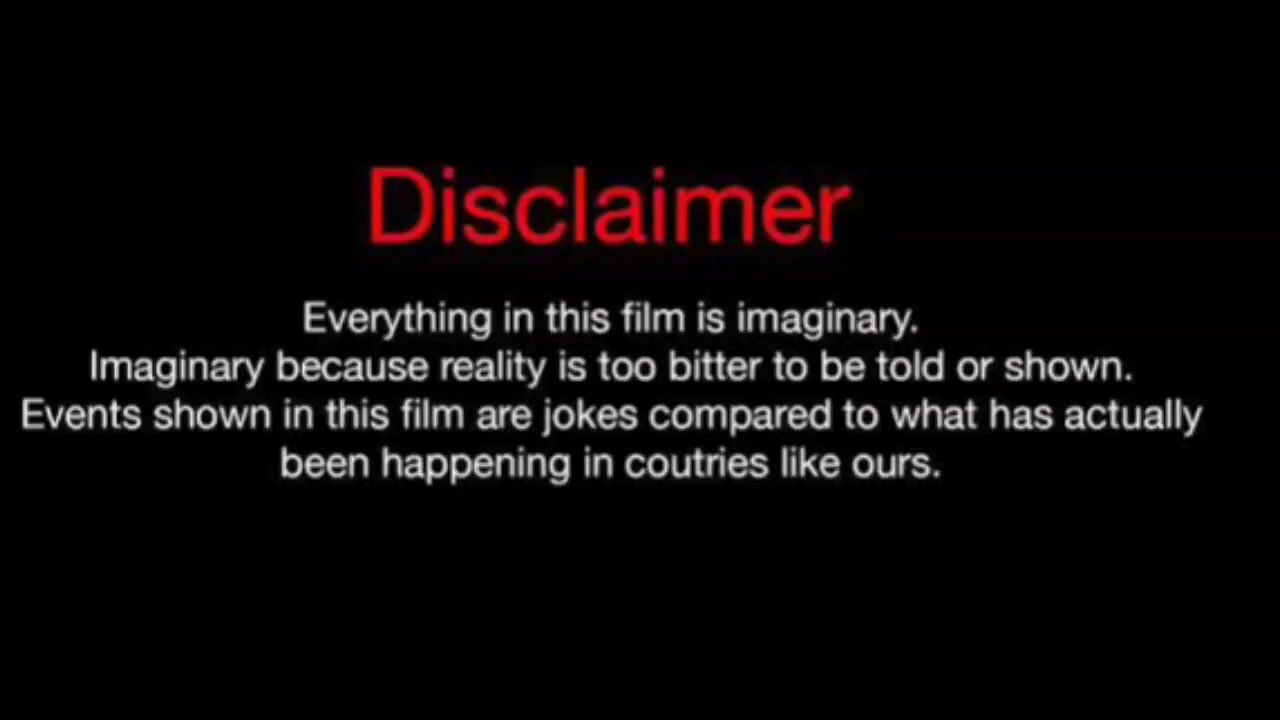 Disclaimer
Everything in this film is imaginary.
Imaginary because reality is too bitter to be told or shown.
Events shown in this film are jokes compared to what has actually
been happening in coutries like ours.